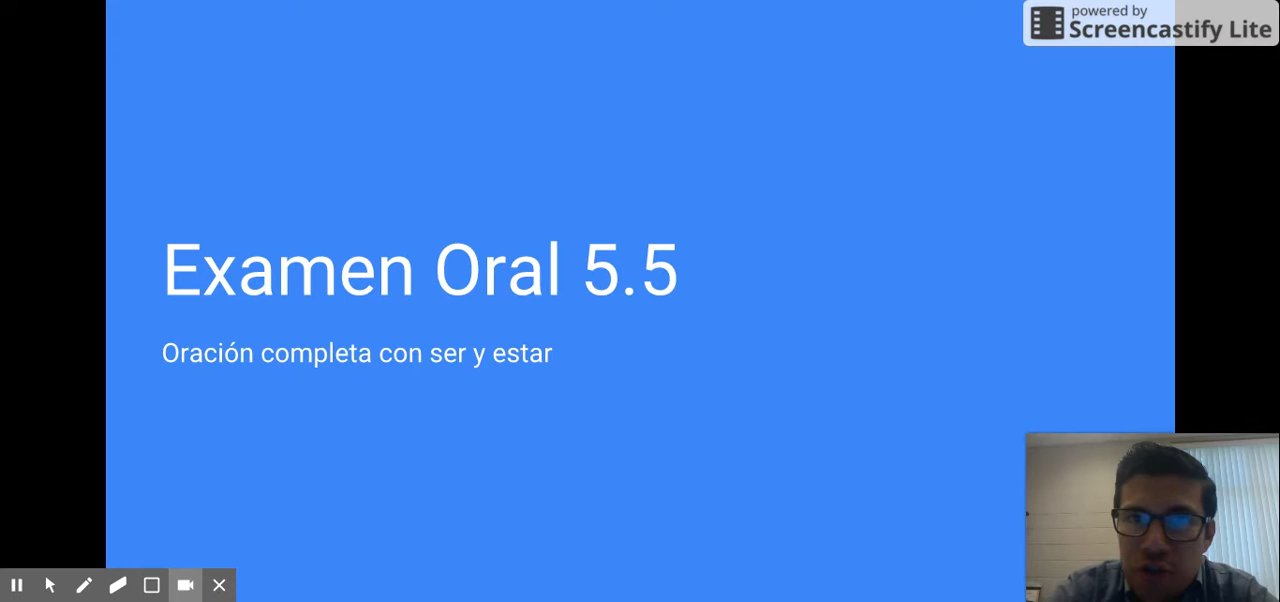 powered by
Screencastify Lite
Examen Oral 5.5
Oración completa con ser y estar